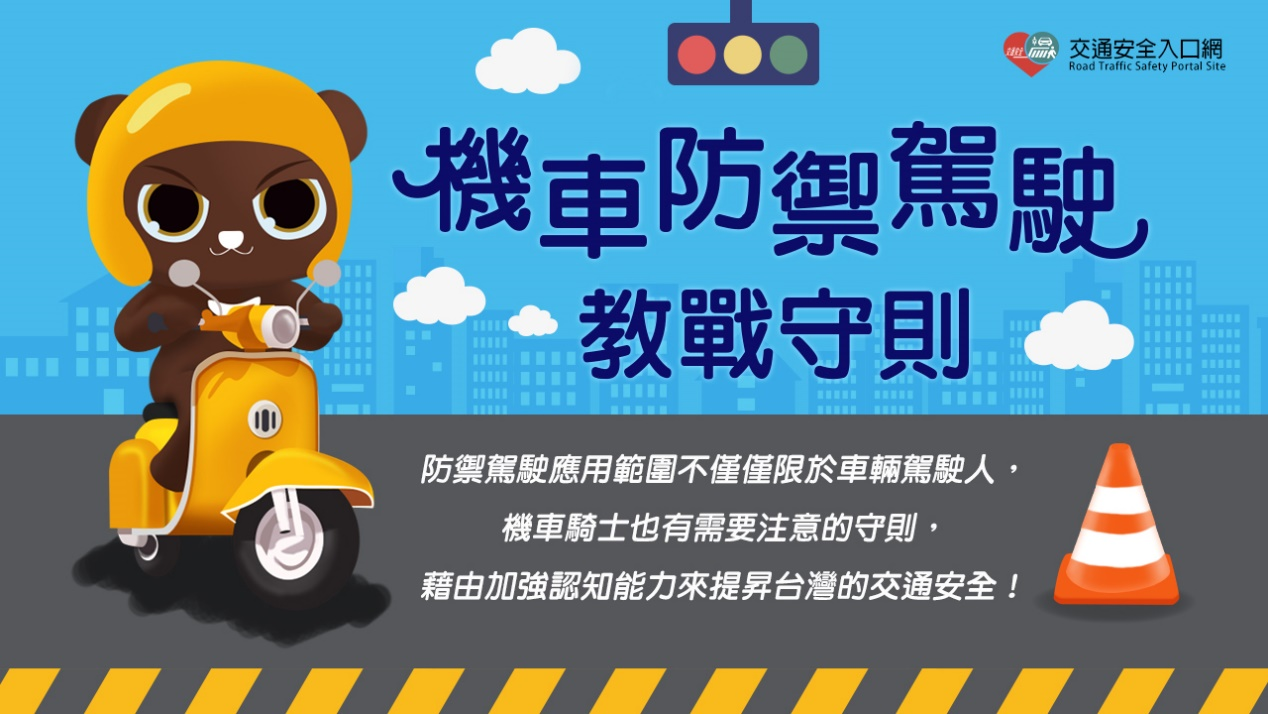 交通安全入口網
Road Traffic Safety Portal Site
機車防禦駕駛
教戰守則
防禦駕駛應用範圍不僅僅限於車輛駕駛人，
機車騎士也有需要注意的守則，
藉由加強認知能力來提昇台灣的交通安全！